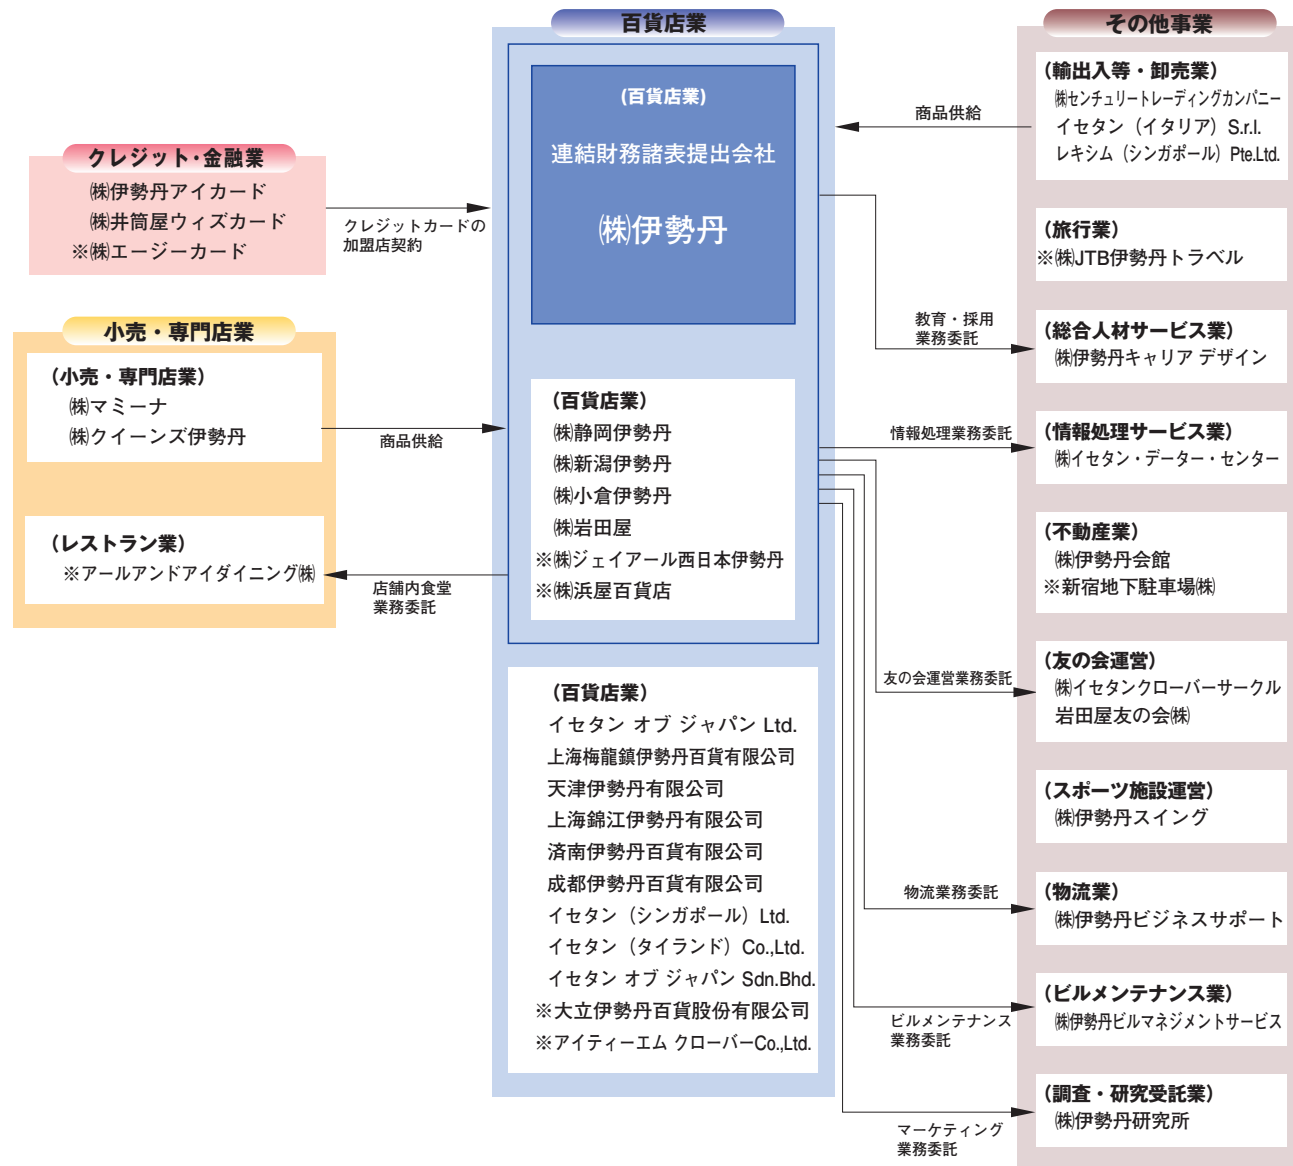 クレジット・金融業
㈱伊勢丹アイカード
㈱井筒屋ウィズカード
※㈱エージーカード
クレジットカードの
加盟店契約
小売・専門店業
（小売・専門店業）
㈱マミーナ
㈱クイーンズ伊勢丹
商品供給
（レストラン業）
※アールアンドアイダイニング㈱
店舗内食堂
業務委託
百貨店業
(百貨店業)
連結財務諸表提出会社
㈱伊勢丹
（百貨店業）
㈱静岡伊勢丹
㈱新潟伊勢丹
㈱小倉伊勢丹
㈱岩田屋
※㈱ジェイアール西日本伊勢丹
※㈱浜屋百貨店
（百貨店業）
イセタン オブ ジャパン Ltd.
上海梅龍鎮伊勢丹百貨有限公司
天津伊勢丹有限公司
上海錦江伊勢丹有限公司
済南伊勢丹百貨有限公司
成都伊勢丹百貨有限公司
イセタン（シンガポール）Ltd.
イセタン（タイランド）Co.,Ltd.
イセタン オブ ジャパン Sdn.Bhd.
※大立伊勢丹百貨股份有限公司
※アイティーエム クローバーCo.,Ltd.
商品供給
教育・採用
業務委託
情報処理業務委託
友の会運営業務委託
物流業務委託
ビルメンテナンス
業務委託
マーケティング
業務委託
その他事業
（輸出入等・卸売業）
㈱センチュリートレーディングカンパニー
イセタン（イタリア）S.r.l.
レキシム（シンガポール）Pte.Ltd.
（旅行業）
※㈱JTB伊勢丹トラベル
（総合人材サービス業）
㈱伊勢丹キャリア デザイン
（情報処理サービス業）
㈱イセタン・データー・センター
（不動産業）
㈱伊勢丹会館
※新宿地下駐車場㈱
（友の会運営）
㈱イセタンクローバーサークル
岩田屋友の会㈱
（スポーツ施設運営）
㈱伊勢丹スイング
（物流業）
㈱伊勢丹ビジネスサポート
（ビルメンテナンス業）
㈱伊勢丹ビルマネジメントサービス
（調査・研究受託業）
㈱伊勢丹研究所